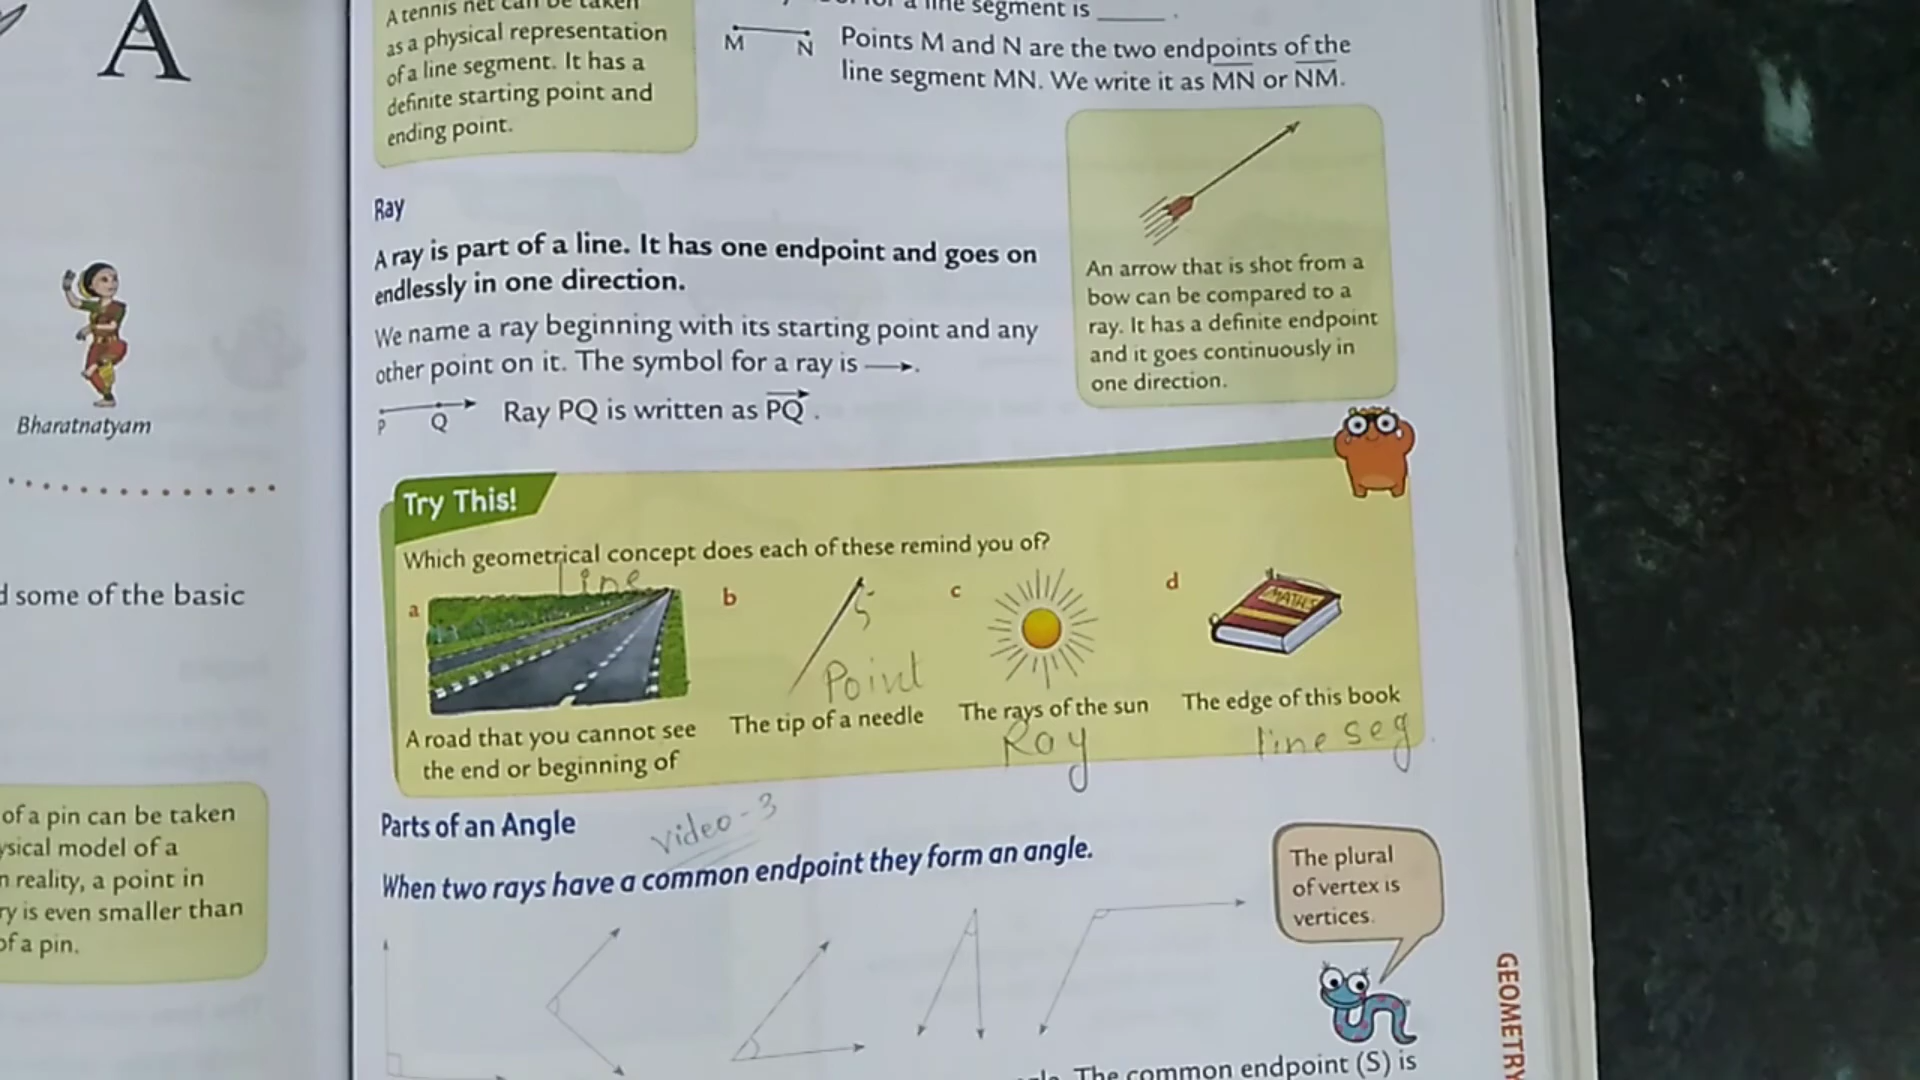 A
Bharatnatyam
some of the basic
of a pin can be taken
model of a
reality, a point in
is even smaller than
of a pin.
A tennis net can be taken
as a physical representation
of a line segment. It has a
definite starting point and
ending point.
a line segment is ______ .
M N
Points M and N are the two endpoints of the
line segment MN. We write it as MN or NM.
Ray
A ray is part of a line. It has one endpoint and goes on
endlessly in one direction.
We name a ray beginning with its starting point and any
other point on it. The symbol for a ray is →.
P Q Ray PQ is written as PQ.
An arrow that is shot from a
bow can be compared to a
ray. It has a definite endpoint
and it goes continuously in
one direction.
Try This!
Which geometrical concept does each of these remind you of?
a line
A road that you cannot see
the end or beginning of
b
Point
The tip of a needle
c
The rays of the sun
Ray
d
MATHS
The edge of this book
line seg
Parts of an Angle
video-3
When two rays have a common endpoint they form an angle.
The plural
of vertex is
vertices.
The common endpoint (S) is
GEOMETRY